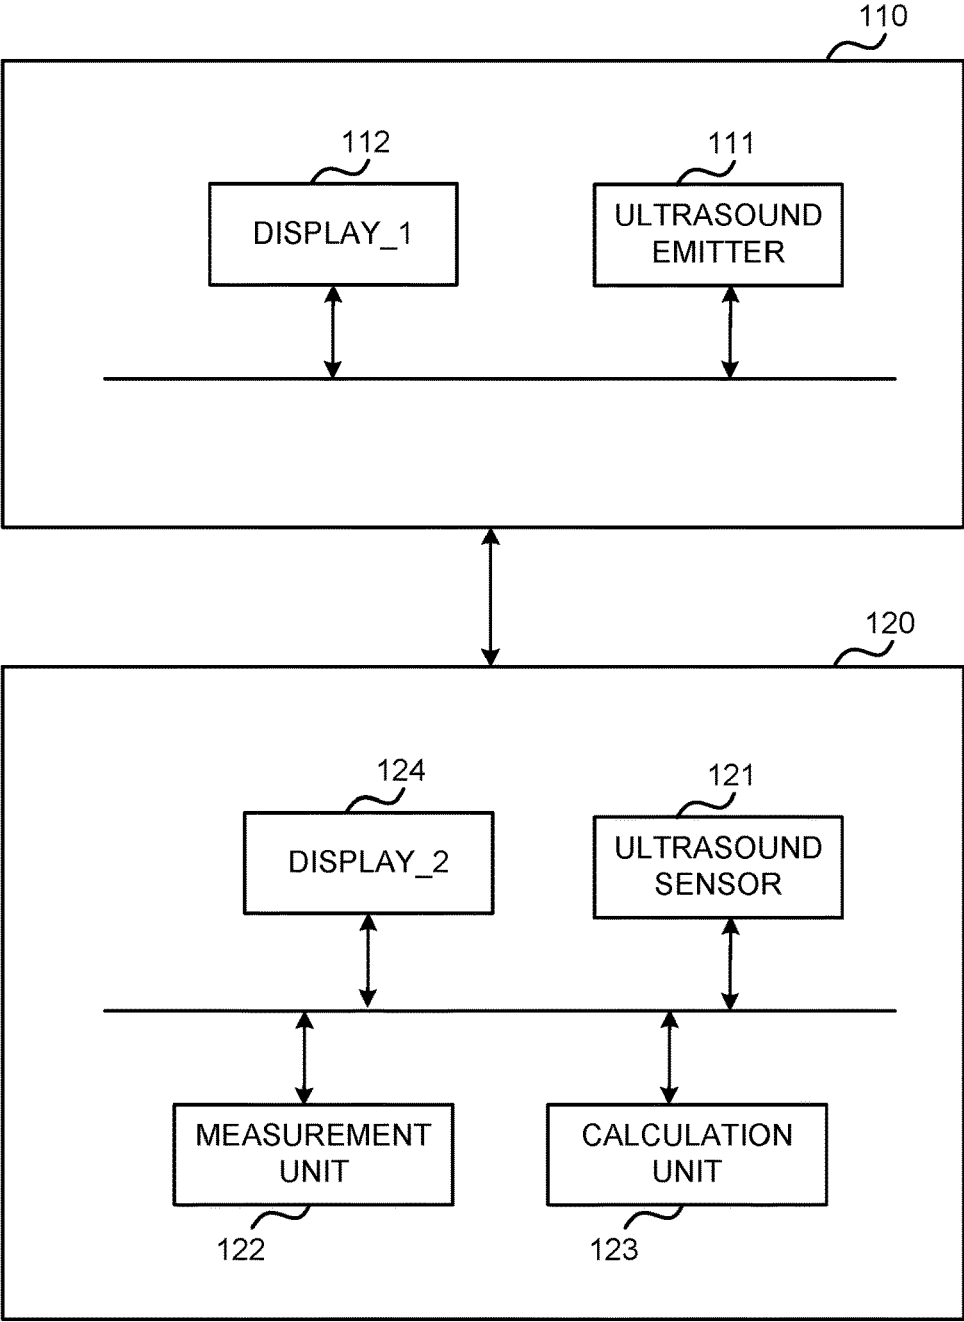 110
112
111
DISPLAY_1
ULTRASOUND
EMITTER
120
124
121
DISPLAY_2
ULTRASOUND
SENSOR
MEASUREMENT
UNIT
CALCULATION
UNIT
122
123